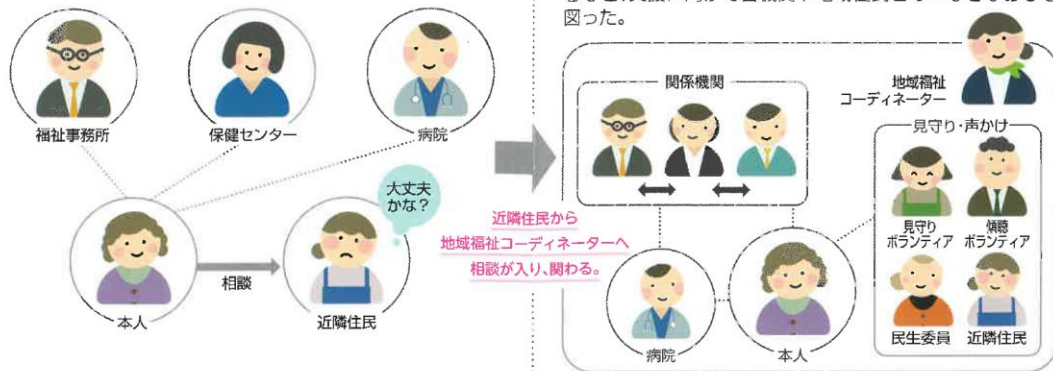 図った。
福祉事務所
保健センター
病院
大丈夫
かな?
相談
本人
近隣住民
近隣住民から
地域福祉コーディネーターへ
相談が入り、関わる。
関係機関
地域福祉
コーディネーター
見守り・声かけ
見守り
ボランティア
傾聴
ボランティア
民生委員
近隣住民
病院
本人